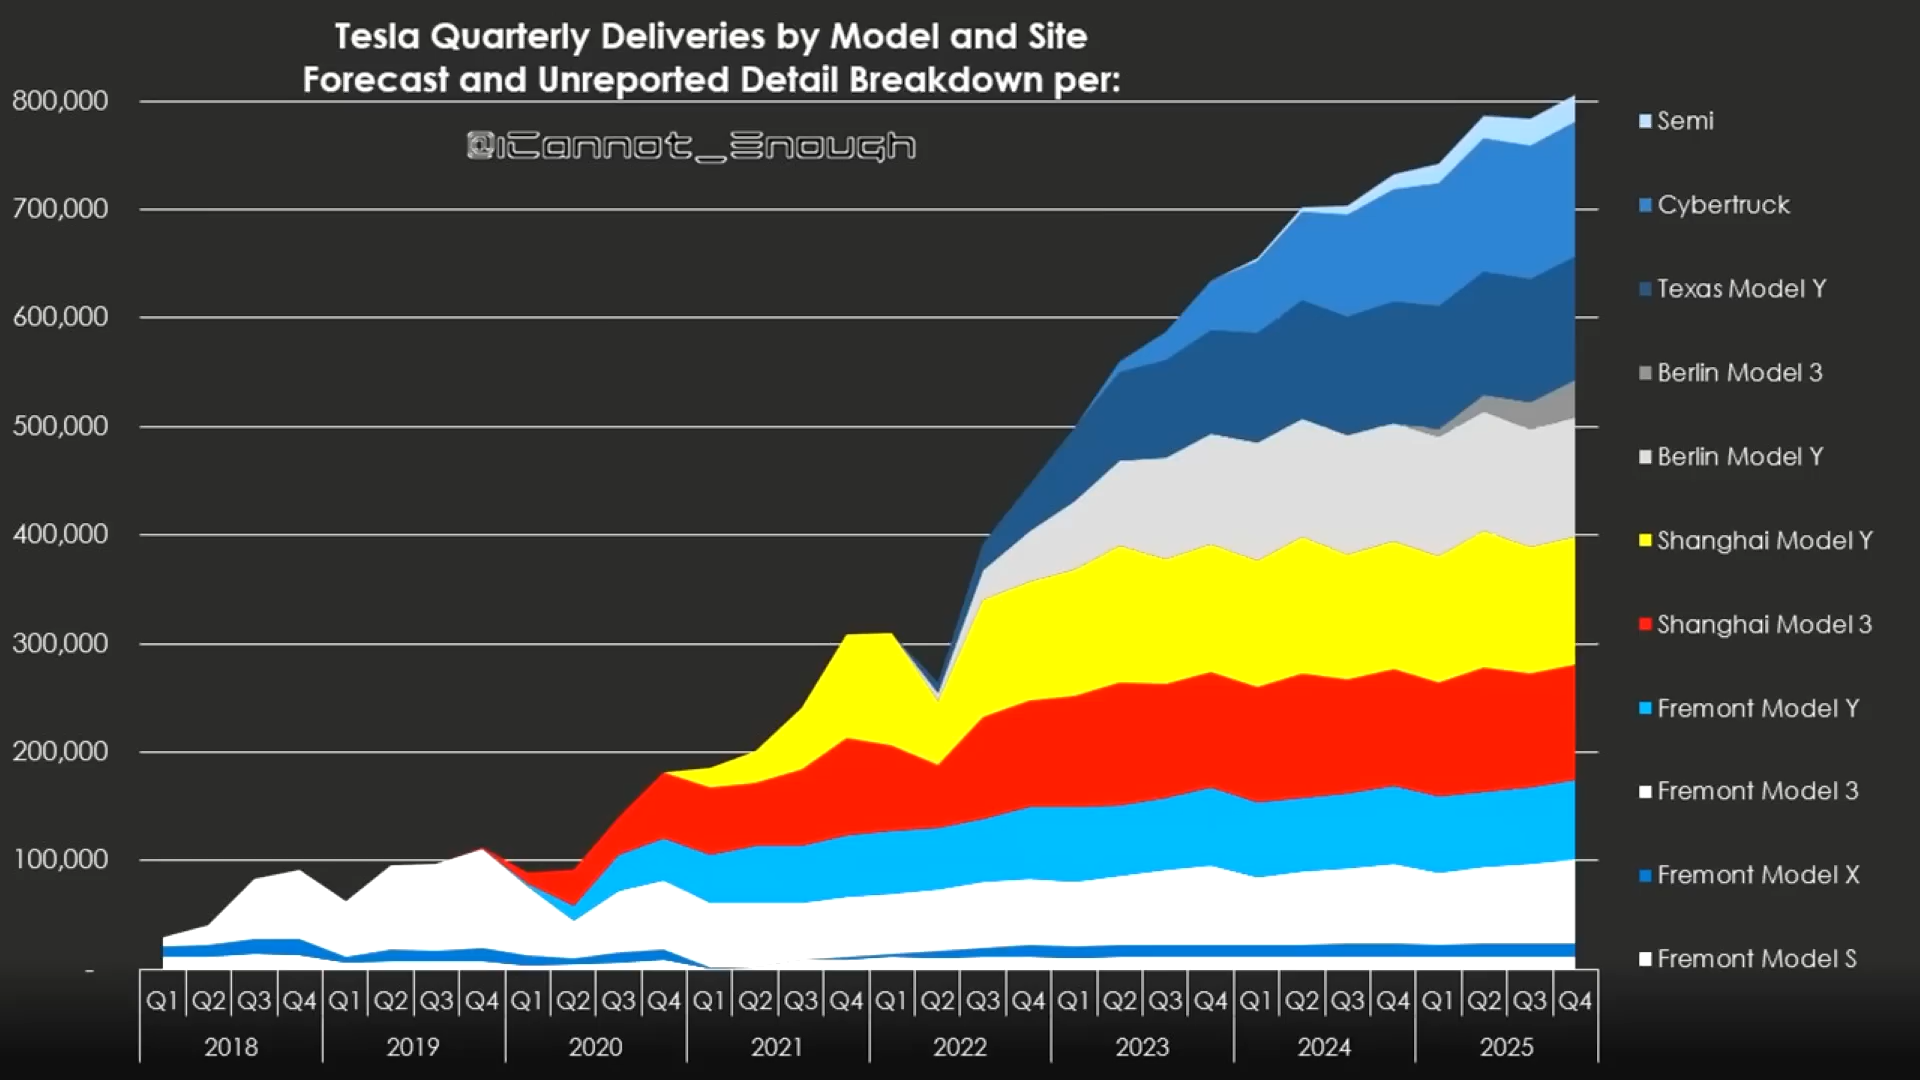 Tesla Quarterly Deliveries by Model and Site
Forecast and Unreported Detail Breakdown per:
@iCannot_Enough
800,000
700,000
600,000
500,000
400,000
300,000
200,000
100,000
-
Semi
Cybertruck
Texas Model Y
Berlin Model 3
Berlin Model Y
Shanghai Model Y
Shanghai Model 3
Fremont Model Y
Fremont Model 3
Fremont Model X
Fremont Model S
Q1 Q2 Q3 Q4 Q1 Q2 Q3 Q4 Q1 Q2 Q3 Q4 Q1 Q2 Q3 Q4 Q1 Q2 Q3 Q4 Q1 Q2 Q3 Q4 Q1 Q2 Q3 Q4 Q1 Q2 Q3 Q4
2018 2019 2020 2021 2022 2023 2024 2025